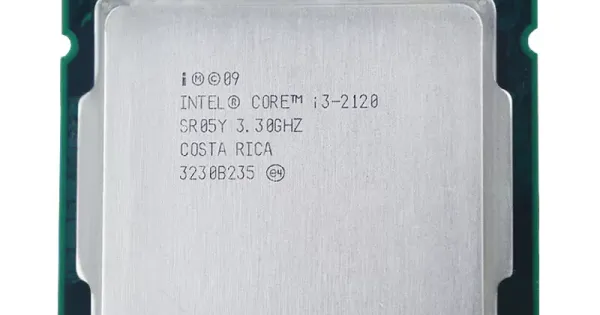 i Ⓜ©09
INTEL® CORE™ i3-2120
SR05Y 3.30GHZ
COSTA RICA
3230B235 e4